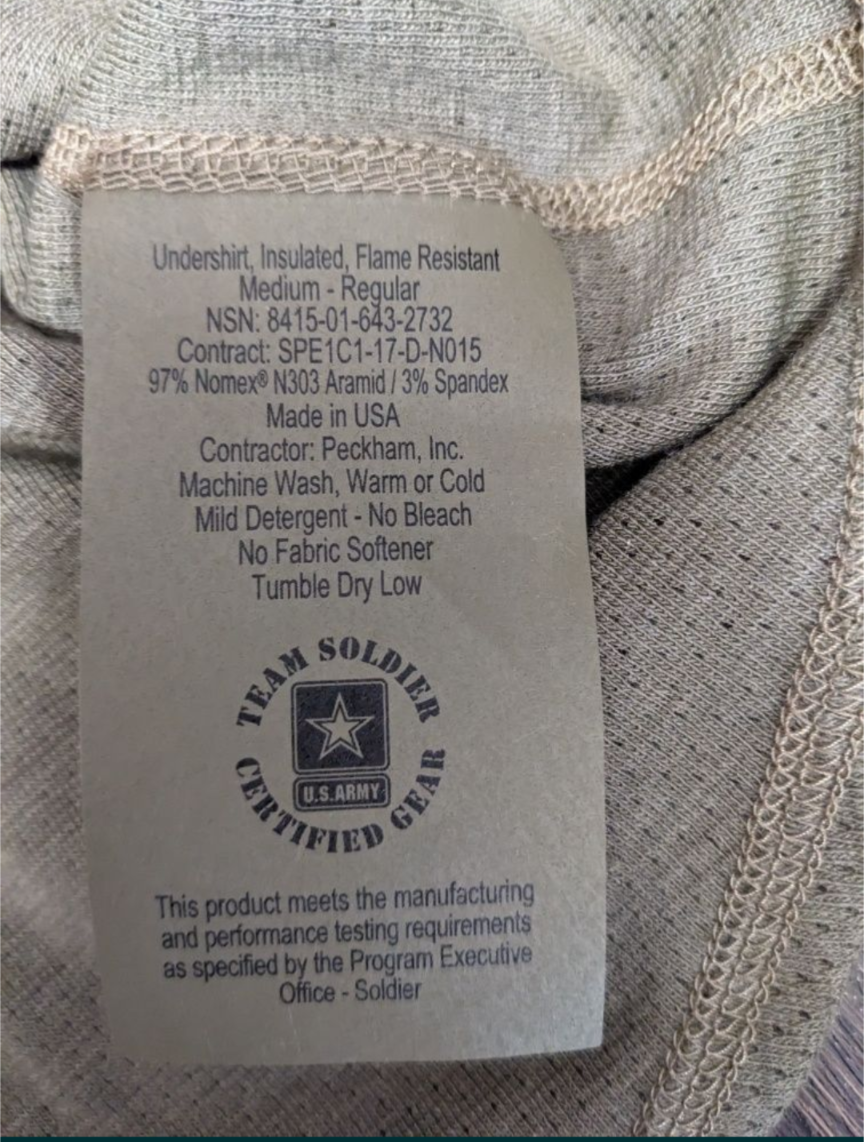 Undershirt, Insulated, Flame Resistant
Medium - Regular
NSN: 8415-01-643-2732
Contract: SPE1C1-17-D-N015
97% Nomex® N303 Aramid / 3% Spandex
Made in USA
Contractor: Peckham, Inc.
Machine Wash, Warm or Cold
Mild Detergent - No Bleach
No Fabric Softener
Tumble Dry Low
TEAM SOLDIER
U.S.ARMY
CERTIFIED GEAR
This product meets the manufacturing
and performance testing requirements
as specified by the Program Executive
Office - Soldier